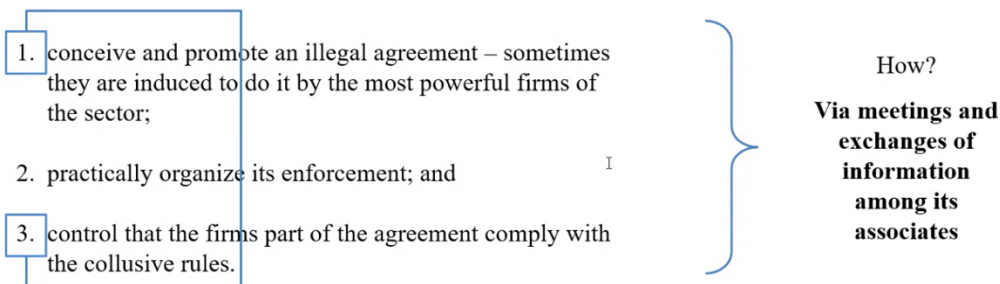 1. conceive and promote an illegal agreement – sometimes
they are induced to do it by the most powerful firms of
the sector;
2. practically organize its enforcement; and
3. control that the firms part of the agreement comply with
the collusive rules.
How?
Via meetings and
exchanges of
information
among its
associates